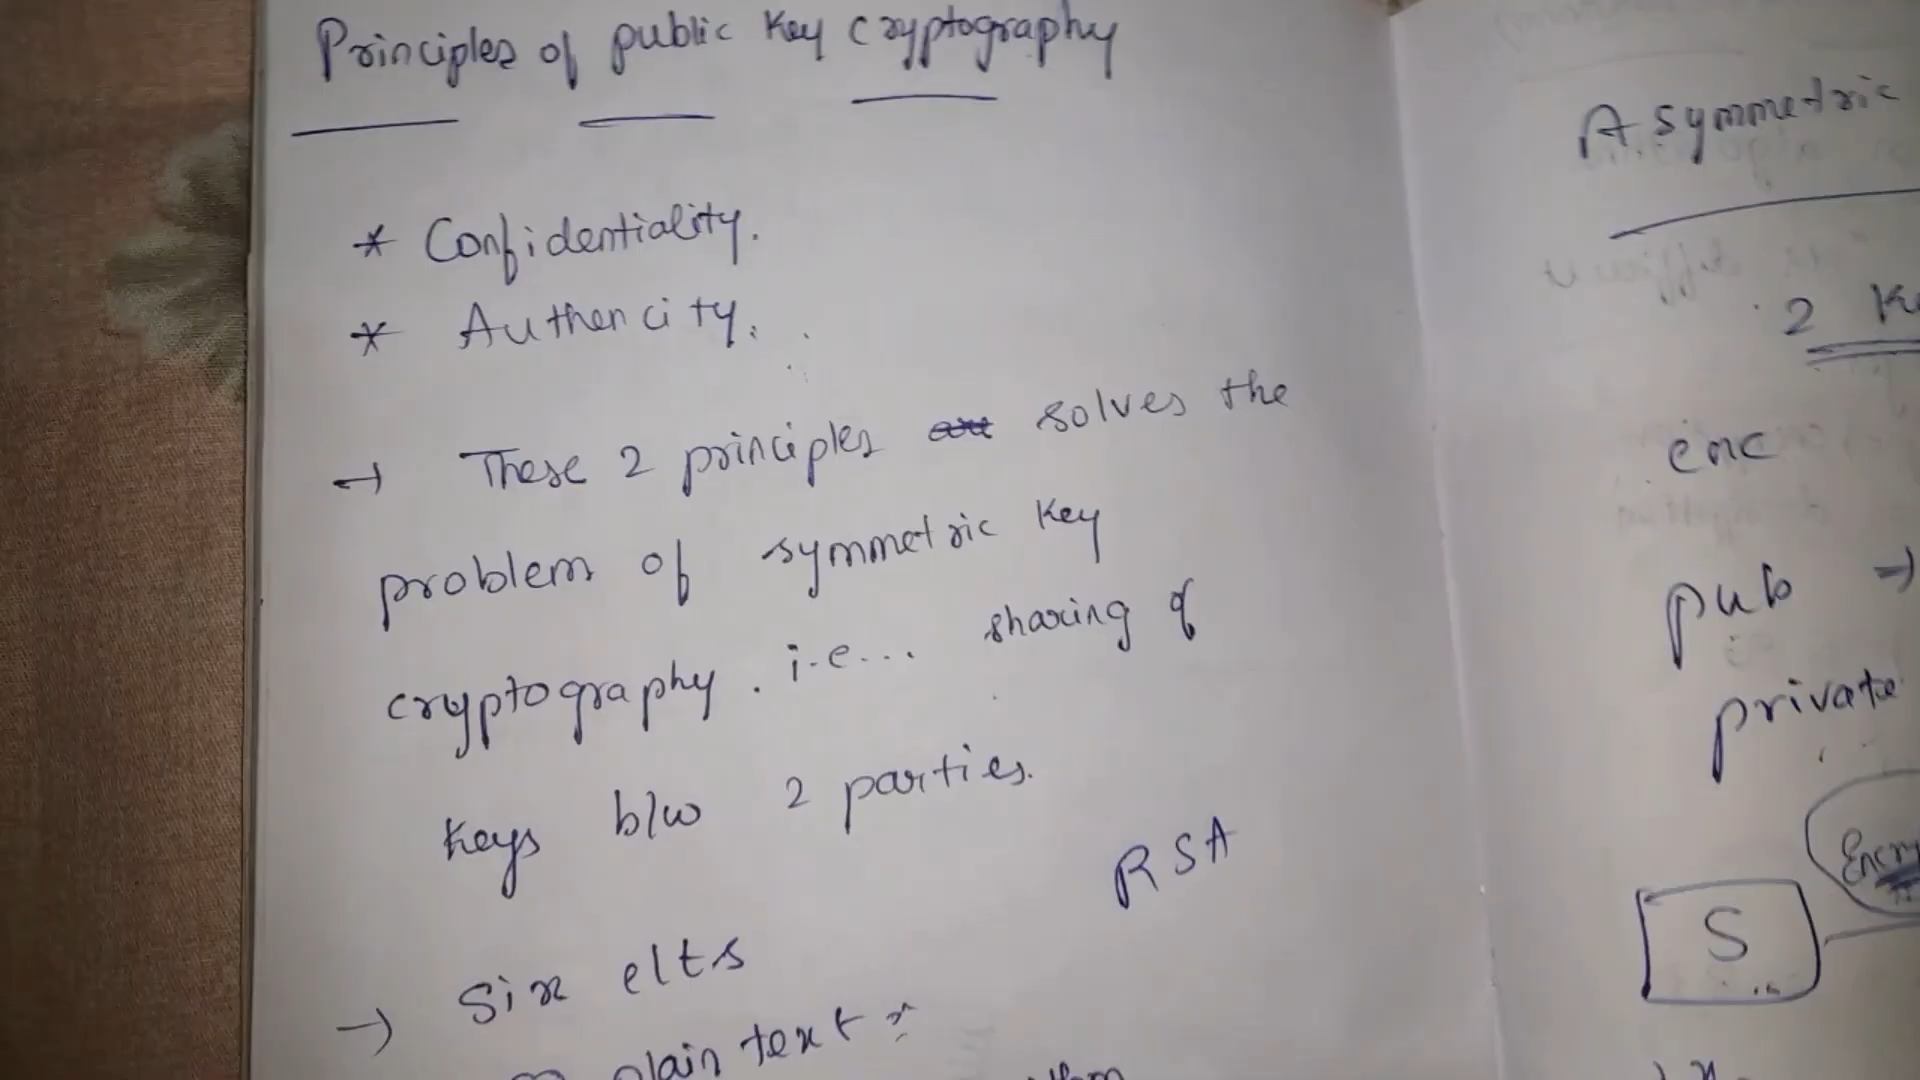 Principles of public key cryptography
* Confidentiality.
* Authencity.
→ These 2 principles solves the
problem of symmetric key
cryptography. i.e... sharing of
keys b/w 2 parties.
RSA
→ Six elts
plain text
Asymmetric
2 K
enc
pub →
private
Encry
S